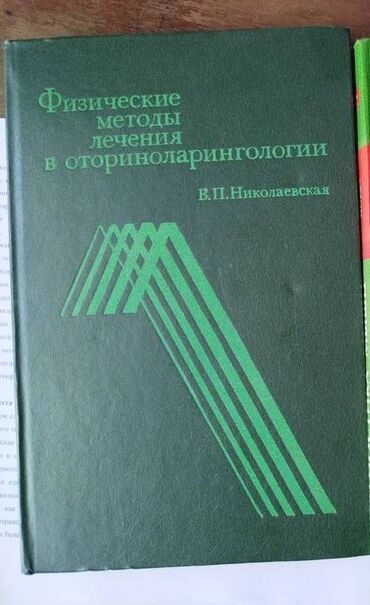 Физические
методы
лечения
в оториноларингологии
В.П.Николаевская